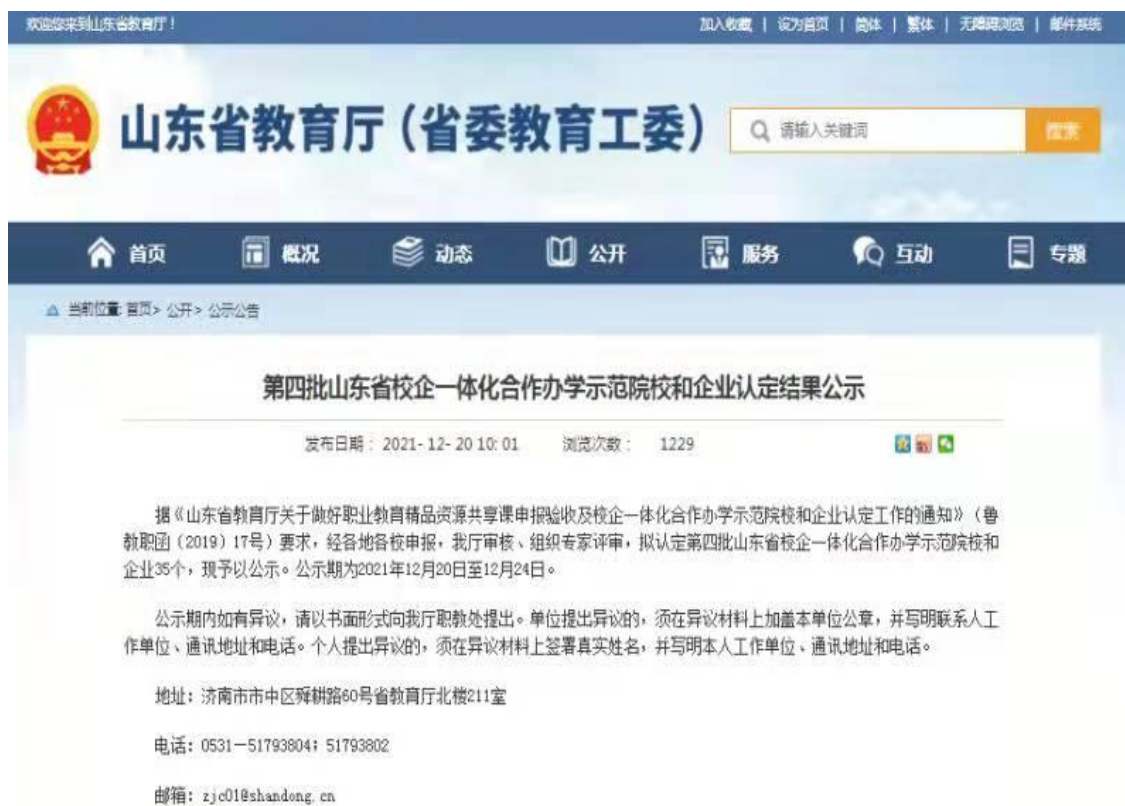 欢迎您来到山东省教育厅！
加入收藏 | 设为首页 | 简体 | 繁体 | 无障碍浏览 | 邮件系统
山东省教育厅（省委教育工委）
请输入关键词 搜索
首页 概况 动态 公开 服务 互动 专题
当前位置: 首页> 公开> 公示公告
第四批山东省校企一体化合作办学示范院校和企业认定结果公示
发布日期： 2021- 12- 20 10: 01 浏览次数： 1229
据《山东省教育厅关于做好职业教育精品资源共享课申报验收及校企一体化合作办学示范院校和企业认定工作的通知》（鲁
教职函（2019）17号）要求，经各地各校申报，我厅审核、组织专家评审，拟认定第四批山东省校企一体化合作办学示范院校和
企业35个，现予以公示。公示期为2021年12月20日至12月24日。
公示期内如有异议，请以书面形式向我厅职教处提出。单位提出异议的，须在异议材料上加盖本单位公章，并写明联系人工
作单位、通讯地址和电话。个人提出异议的，须在异议材料上签署真实姓名，并写明本人工作单位、通讯地址和电话。
地址：济南市市中区舜耕路60号省教育厅北楼211室
电话：0531－51793804；51793802
邮箱：zjc01@shandong.cn